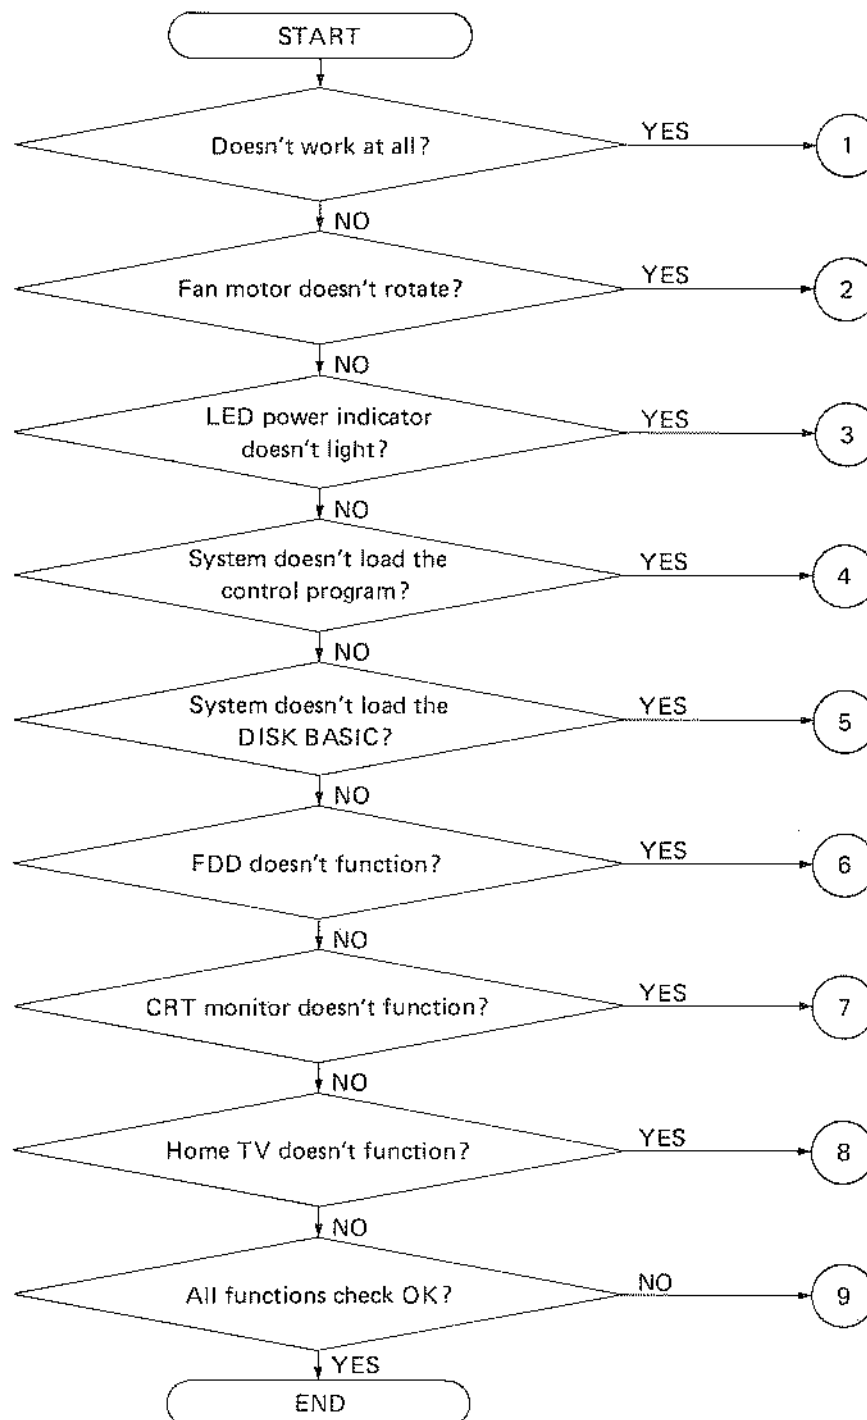 START
Doesn't work at all?
YES
1
NO
Fan motor doesn't rotate?
YES
2
NO
LED power indicator
doesn't light?
YES
3
NO
System doesn't load the
control program?
YES
4
NO
System doesn't load the
DISK BASIC?
YES
5
NO
FDD doesn't function?
YES
6
NO
CRT monitor doesn't function?
YES
7
NO
Home TV doesn't function?
YES
8
NO
All functions check OK?
NO
9
YES
END